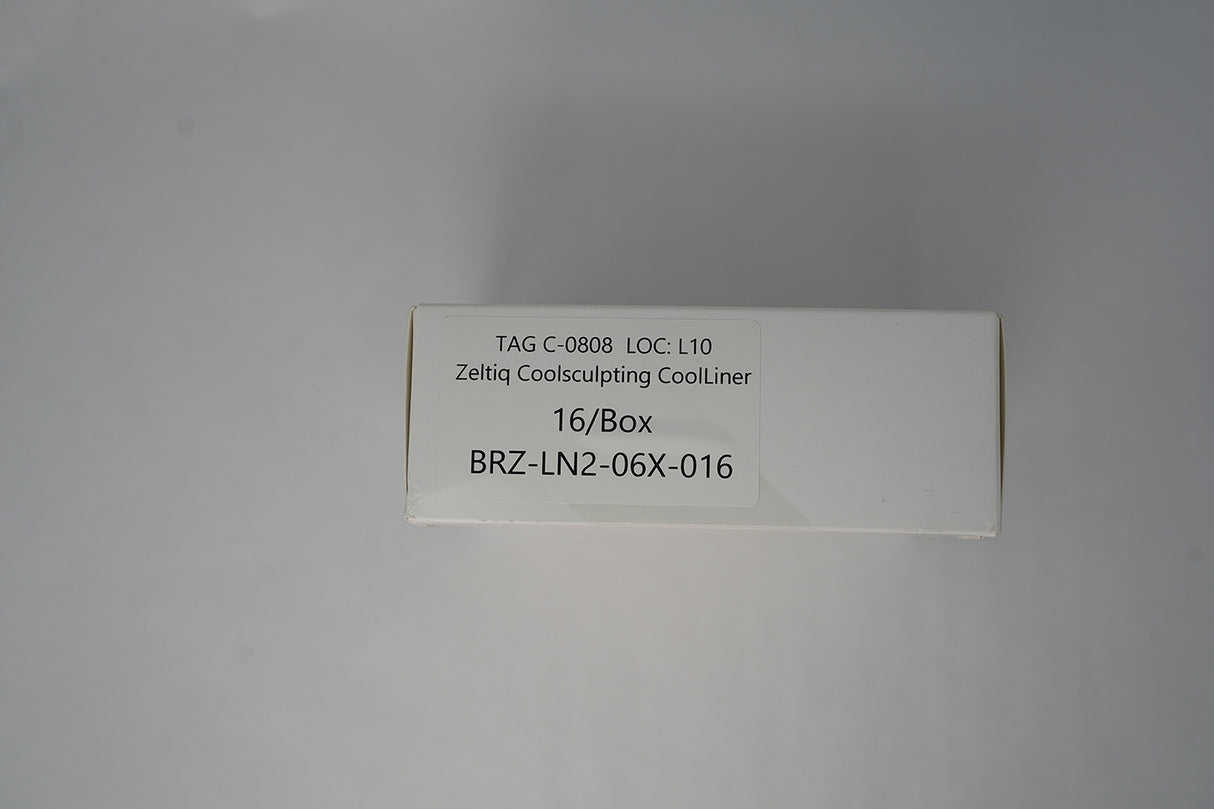 TAG C-0808 LOC: L10
Zeltiq Coolsculpting CoolLiner
16/Box
BRZ-LN2-06X-016